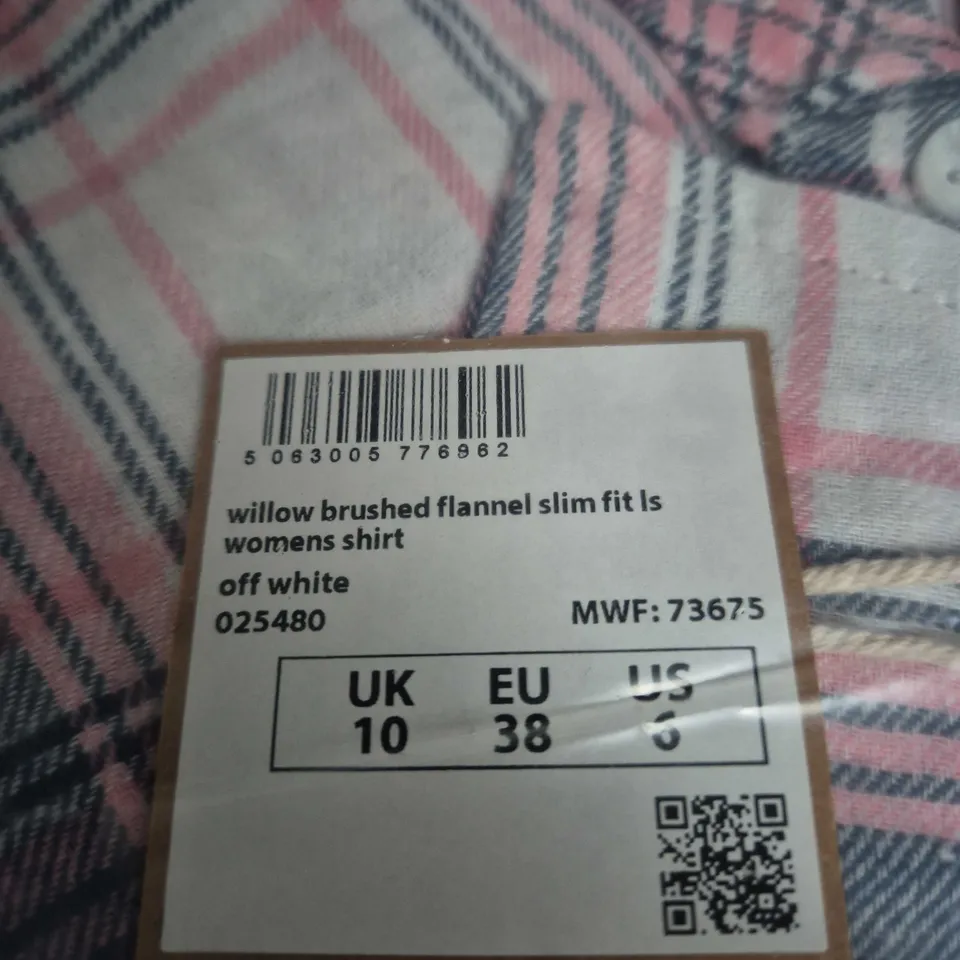 5 063005 776962
willow brushed flannel slim fit ls
womens shirt
off white
025480 MWF: 73675
UK EU US
10 38 6